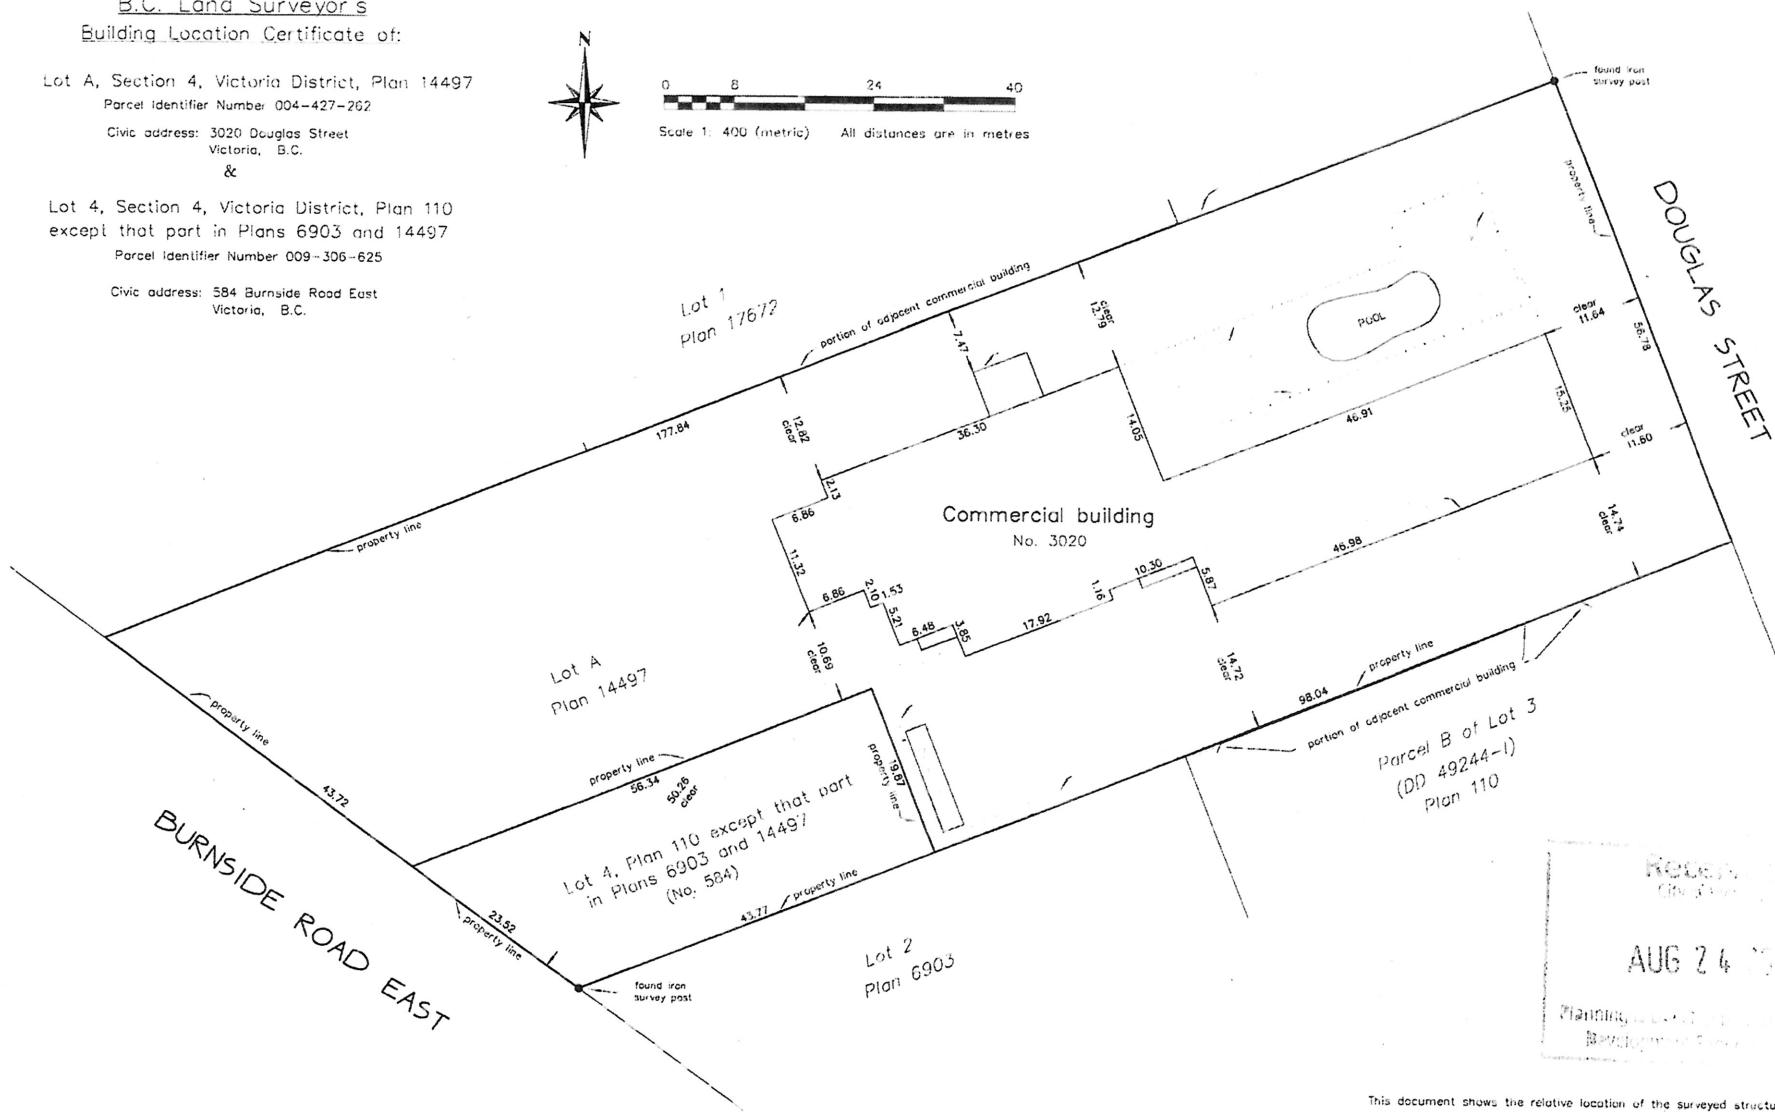 B.C. Land Surveyor's
Building Location Certificate of:
Lot A, Section 4, Victoria District, Plan 14497
Parcel Identifier Number 004-427-262
Civic address: 3020 Douglas Street
Victoria, B.C.
&
Lot 4, Section 4, Victoria District, Plan 110
except that part in Plans 6903 and 14497
Parcel Identifier Number 009-306-625
Civic address: 584 Burnside Road East
Victoria, B.C.
N
0 8 24 40
Scale 1: 400 (metric) All distances are in metres
found iron
survey post
property line
DOUGLAS STREET
Lot 1
Plan 17672
portion of adjacent commercial building
7.47
clear
12.79
POOL
clear
11.64
56.78
177.84
12.82
clear
36.30
14.05
46.91
15.25
clear
11.60
2.13
6.86
Commercial building
No. 3020
property line
11.32
46.98
14.74
clear
6.86
2.10
1.53
5.21
6.48
3.85
17.92
1.16
10.30
5.87
10.69
clear
14.72
clear
property line
98.04
portion of adjacent commercial building
Lot A
Plan 14497
property line
property line
56.34
50.26
clear
19.87
property line
Parcel B of Lot 3
(DD 49244-I)
Plan 110
43.72
BURNSIDE ROAD EAST
Lot 4, Plan 110 except that part
in Plans 6903 and 14497
(No. 584)
23.52
property line
43.77
property line
Lot 2
Plan 6903
found iron
survey post
AUG 24
This document shows the relative location of the surveyed structu